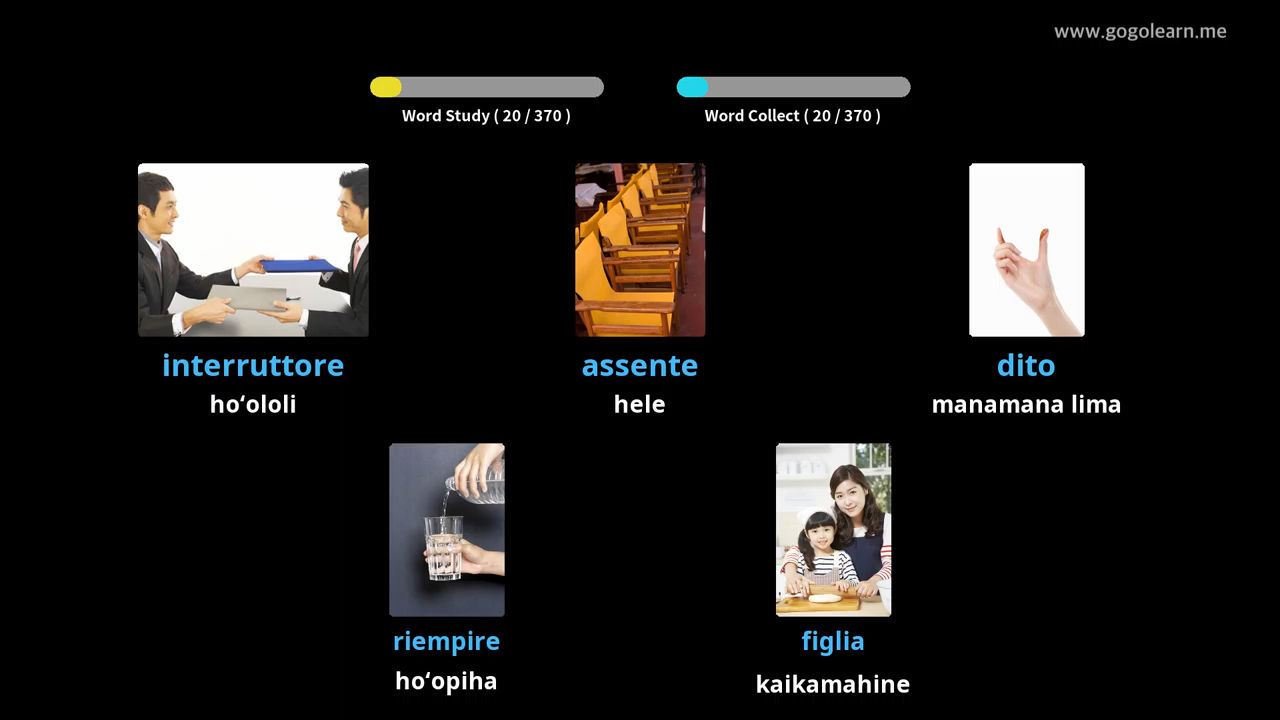 www.gogolearn.me
Word Study ( 20 / 370 )
Word Collect ( 20 / 370 )
interruttore
hoʻololi
assente
hele
dito
manamana lima
riempire
hoʻopiha
figlia
kaikamahine